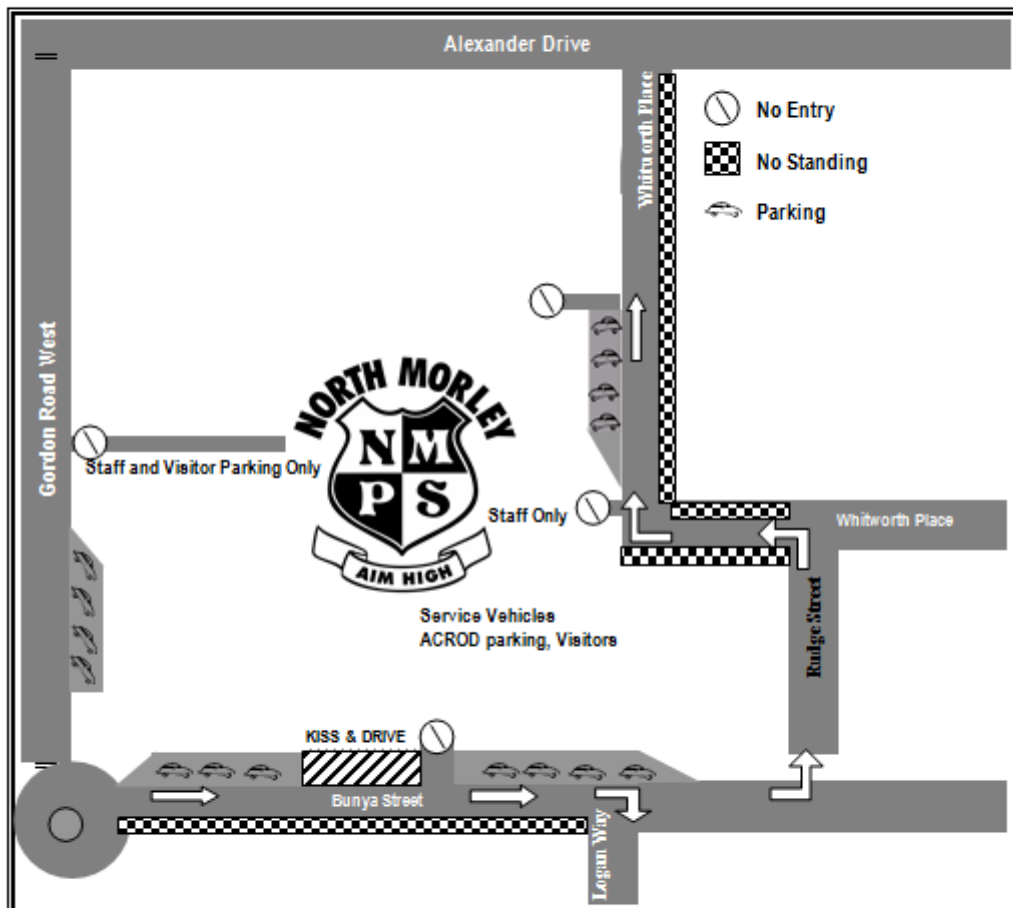 Alexander Drive
Whitworth Place
No Entry
No Standing
Parking
Gordon Road West
NORTH MORLEY
N M
P S
AIM HIGH
Staff and Visitor Parking Only
Staff Only
Whitworth Place
Service Vehicles
ACROD parking, Visitors
Rudge Street
KISS & DRIVE
Bunya Street
Logan Way